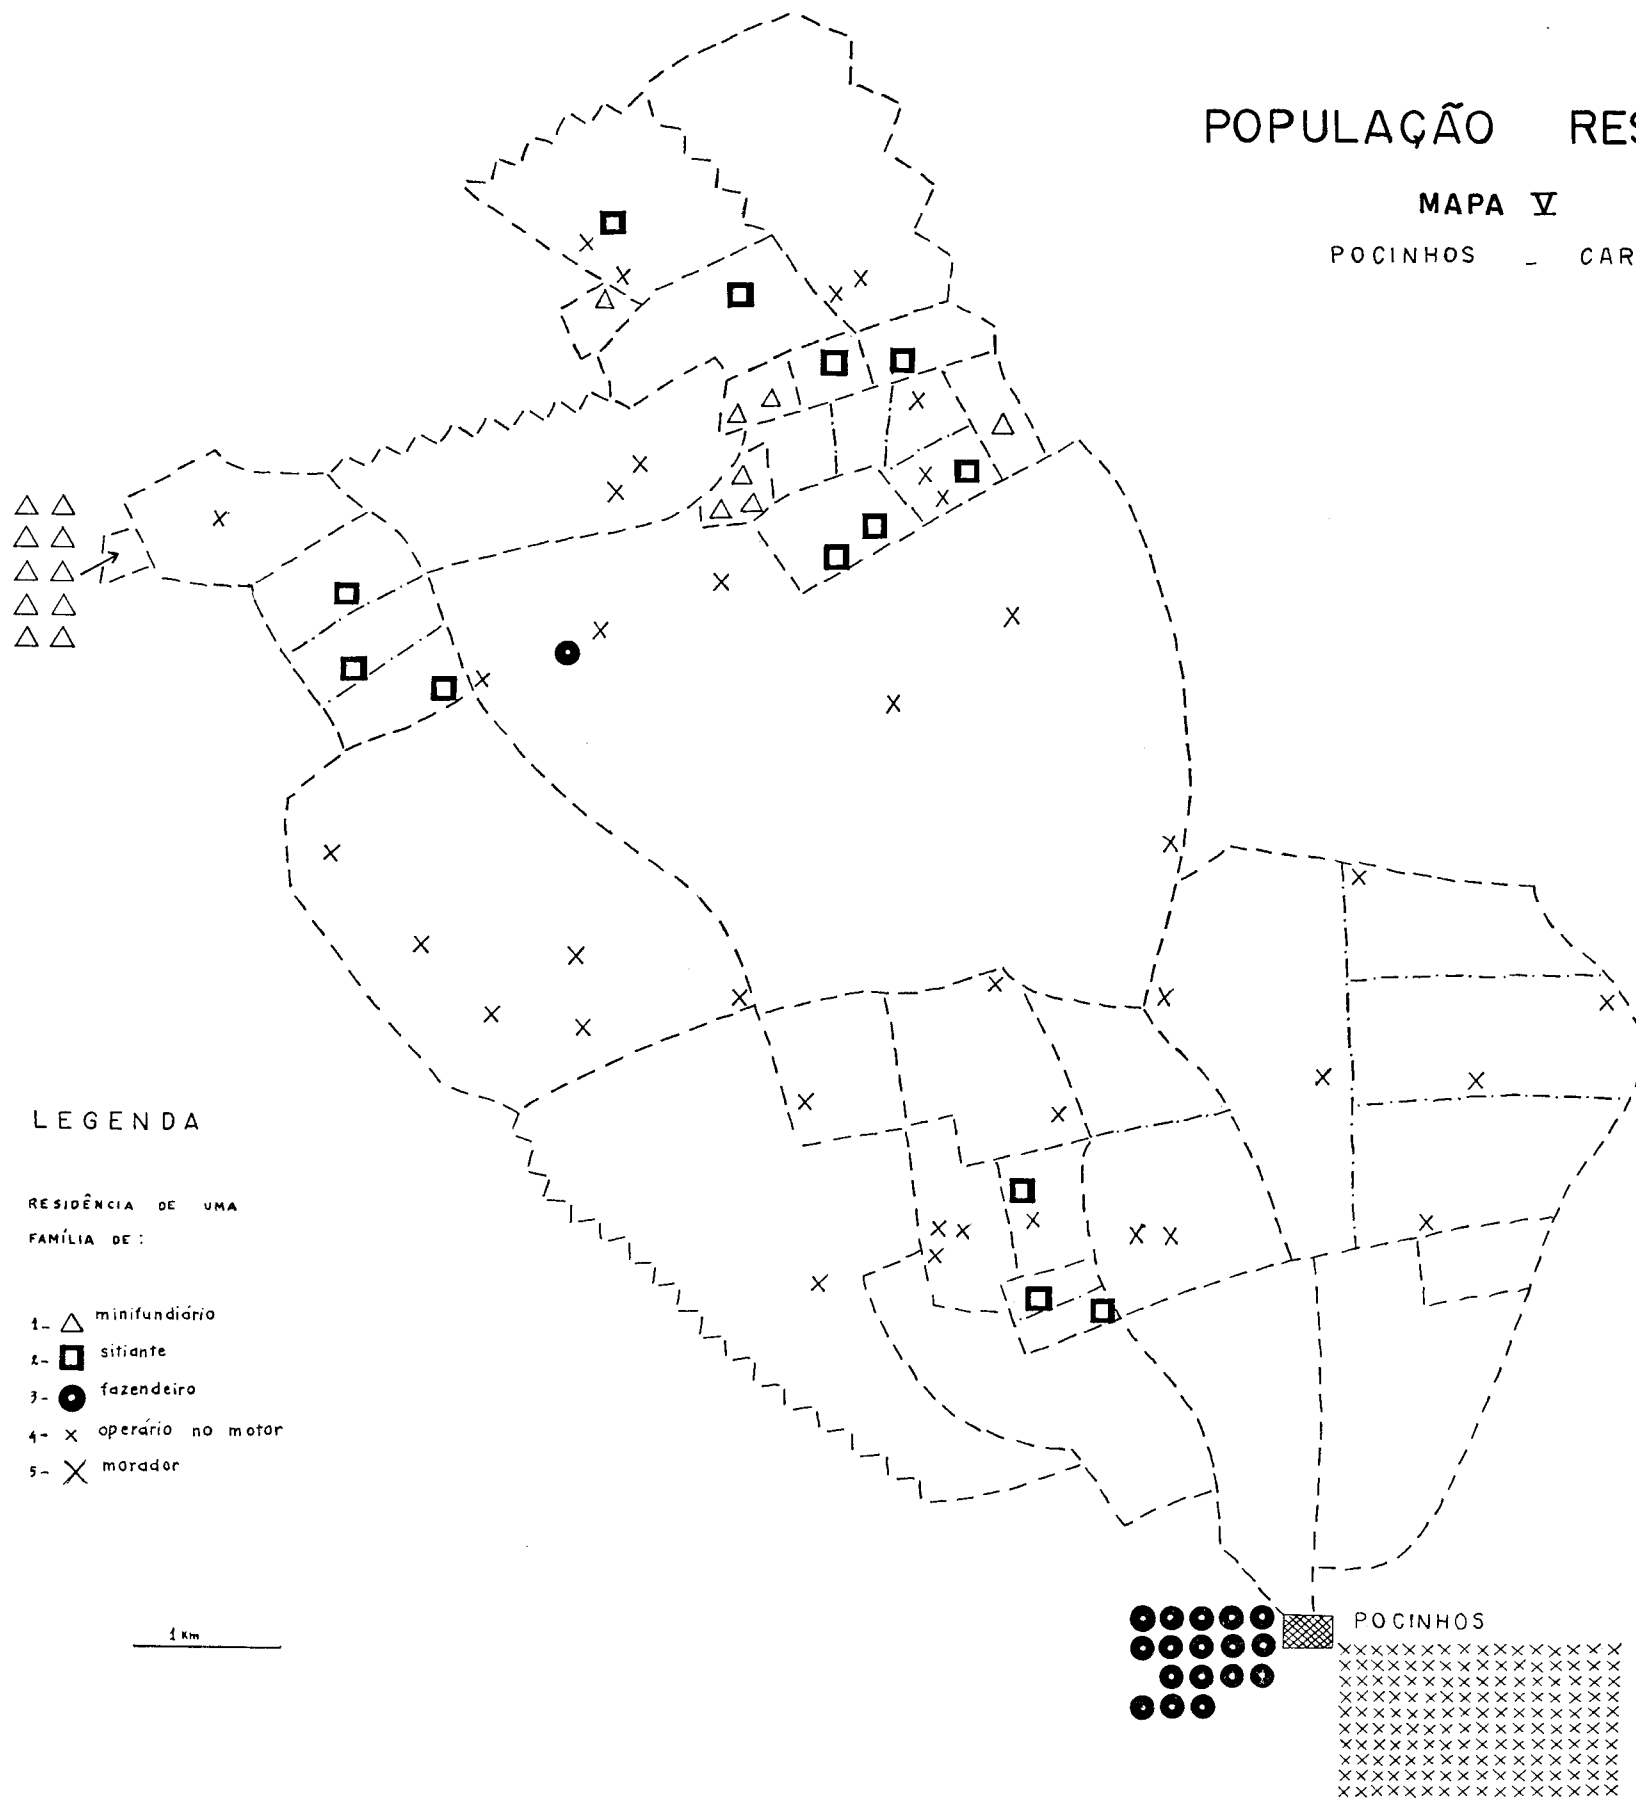 POPULAÇÃO RES
MAPA V
POCINHOS - CAR
LEGENDA
RESIDÊNCIA DE UMA
FAMÍLIA DE:
1- minifundiário
2- sitiante
3- fazendeiro
4- operário no motor
5- morador
1 Km
POCINHOS